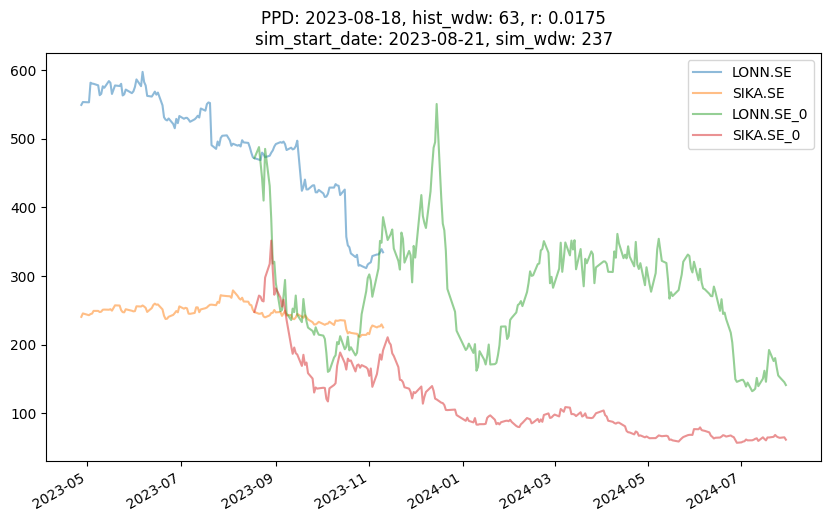 PPD: 2023-08-18, hist_wdw: 63, r: 0.0175
sim_start_date: 2023-08-21, sim_wdw: 237
LONN.SE
SIKA.SE
LONN.SE_0
SIKA.SE_0
600
500
400
300
200
100
2023-05
2023-07
2023-09
2023-11
2024-01
2024-03
2024-05
2024-07